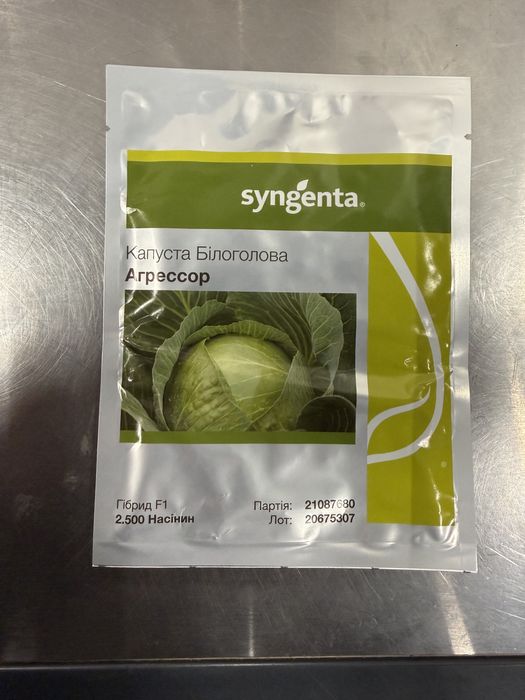 syngenta®
Капуста Білоголова
Агрессор
Гібрид F1 Партія: 21087680
2.500 Насінин Лот: 20675307